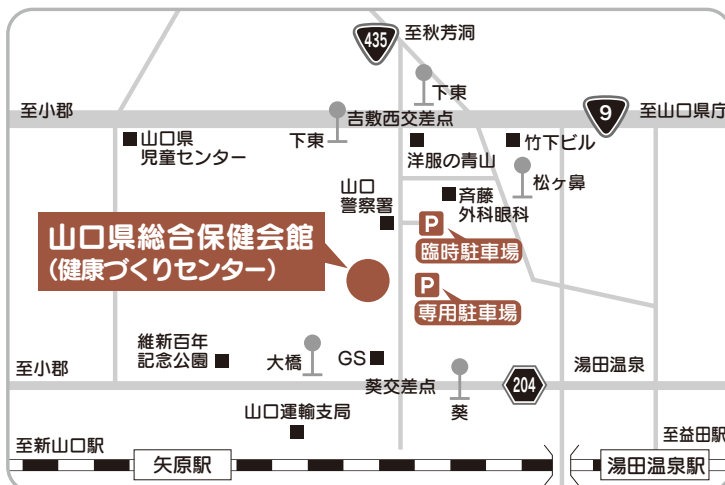 435
至秋芳洞
下東
至小郡
吉敷西交差点
9
至山口県庁
山口県
児童センター
下東
洋服の青山
竹下ビル
松ヶ鼻
山口
警察署
斉藤
外科眼科
P
臨時駐車場
山口県総合保健会館
(健康づくりセンター)
P
専用駐車場
維新百年
記念公園
大橋
GS
至小郡
葵交差点
葵
204
湯田温泉
山口運輸支局
至新山口駅
矢原駅
至益田駅
湯田温泉駅